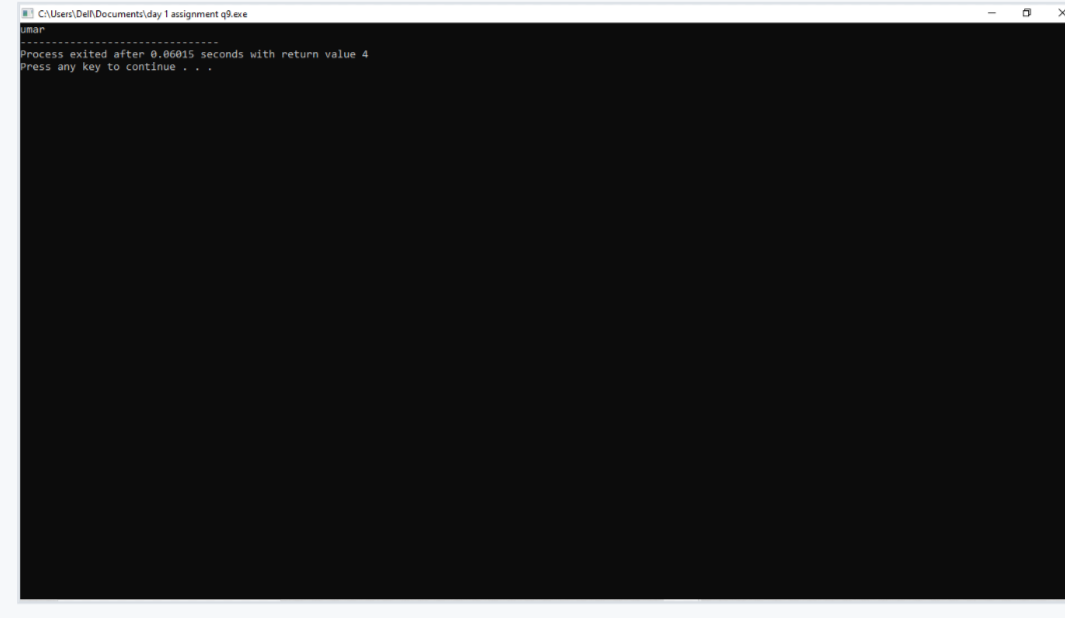 C:\Users\Dell\Documents\day 1 assignment q9.exe
umar
--------------------------------
Process exited after 0.06015 seconds with return value 4
Press any key to continue . . .